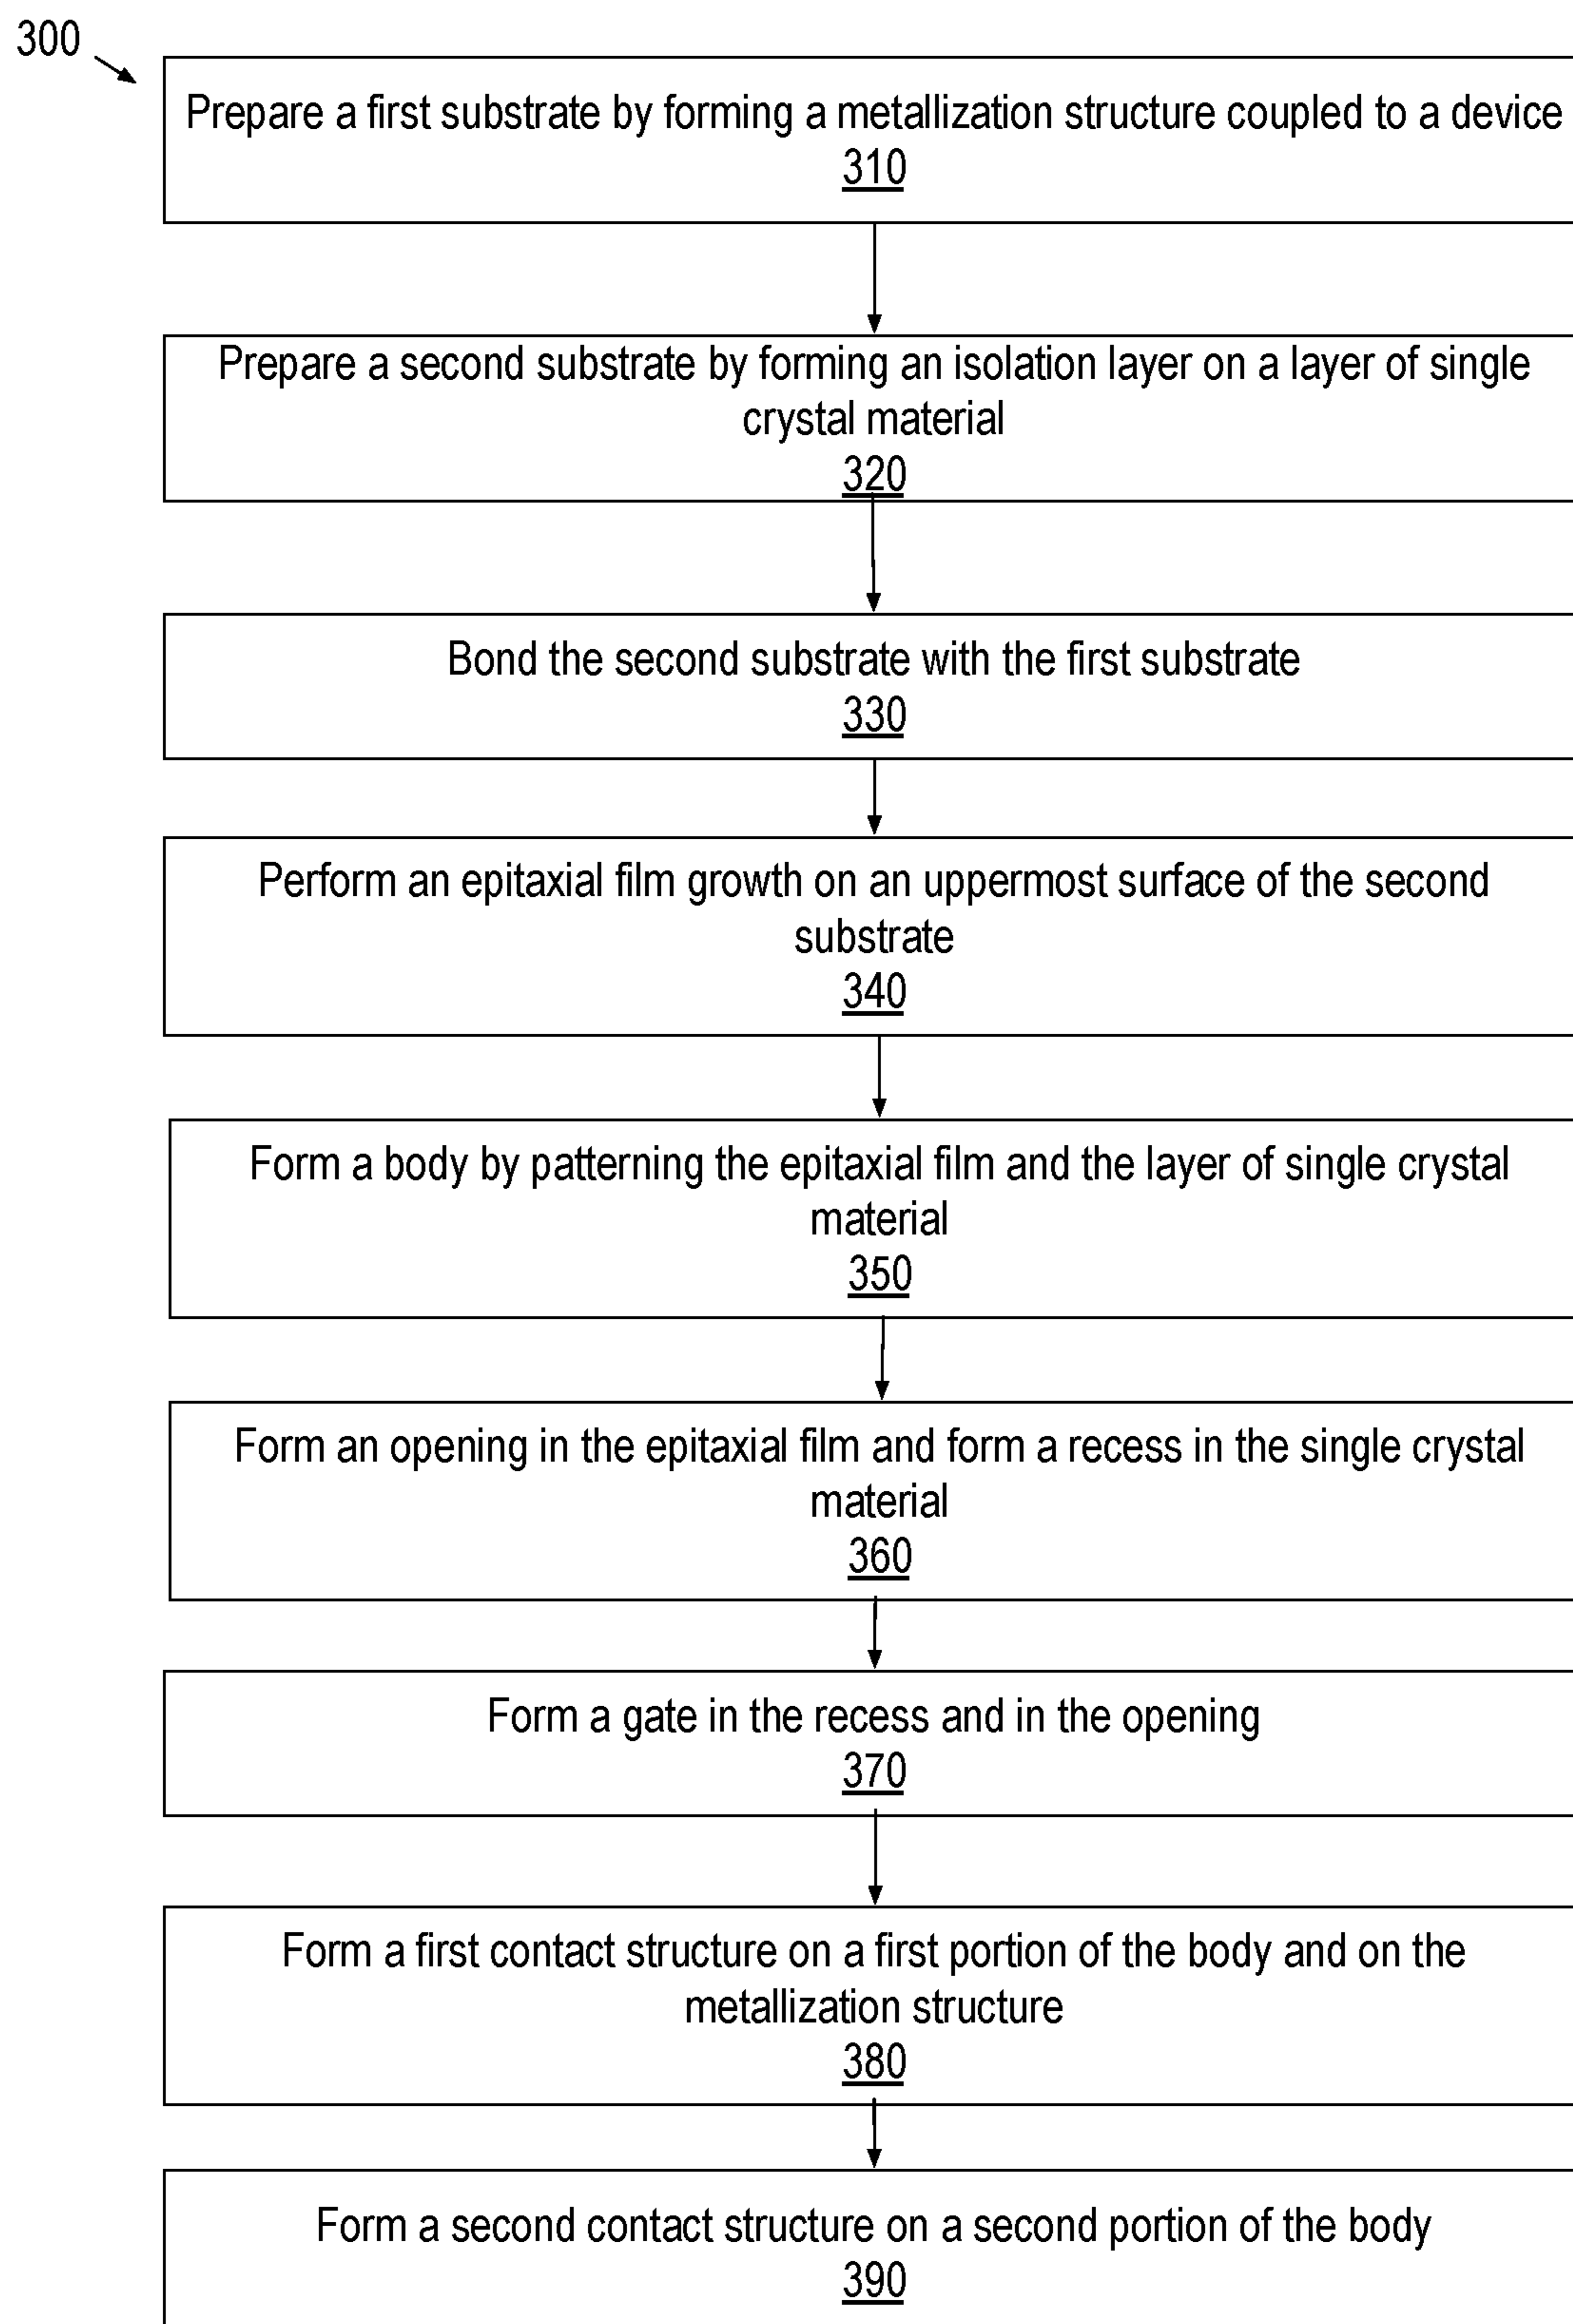 300
Prepare a first substrate by forming a metallization structure coupled to a device
310
Prepare a second substrate by forming an isolation layer on a layer of single
crystal material
320
Bond the second substrate with the first substrate
330
Perform an epitaxial film growth on an uppermost surface of the second
substrate
340
Form a body by patterning the epitaxial film and the layer of single crystal
material
350
Form an opening in the epitaxial film and form a recess in the single crystal
material
360
Form a gate in the recess and in the opening
370
Form a first contact structure on a first portion of the body and on the
metallization structure
380
Form a second contact structure on a second portion of the body
390